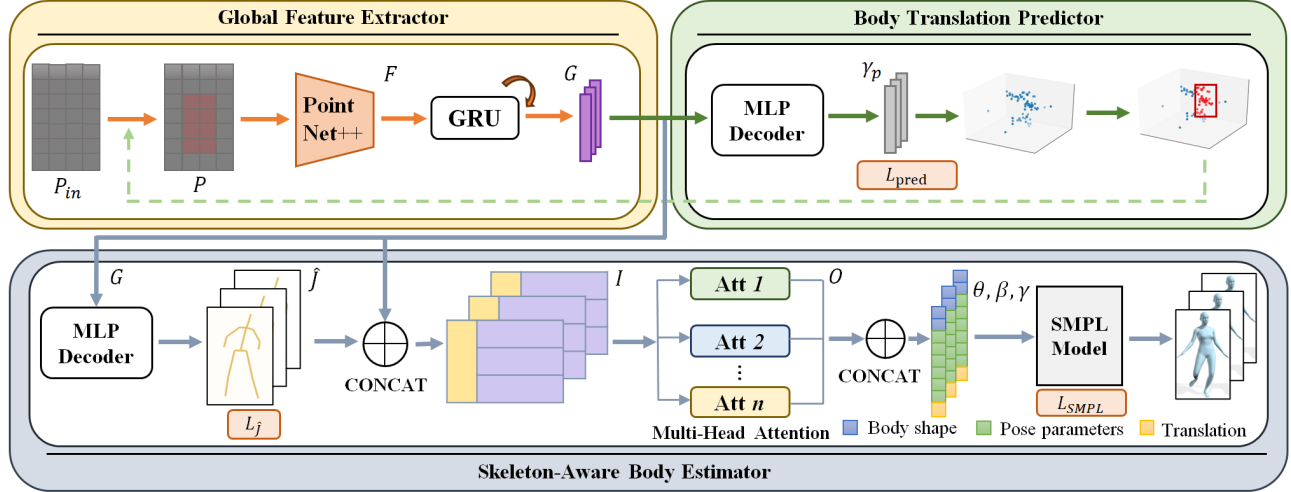 Global Feature Extractor
Body Translation Predictor
P_in
P
Point
Net++
F
GRU
G
MLP
Decoder
γ_p
L_pred
G
MLP
Decoder
Ĵ
L_Ĵ
CONCAT
I
Att 1
Att 2
⋮
Att n
Multi-Head Attention
O
CONCAT
θ, β, γ
SMPL
Model
L_SMPL
Body shape
Pose parameters
Translation
Skeleton-Aware Body Estimator